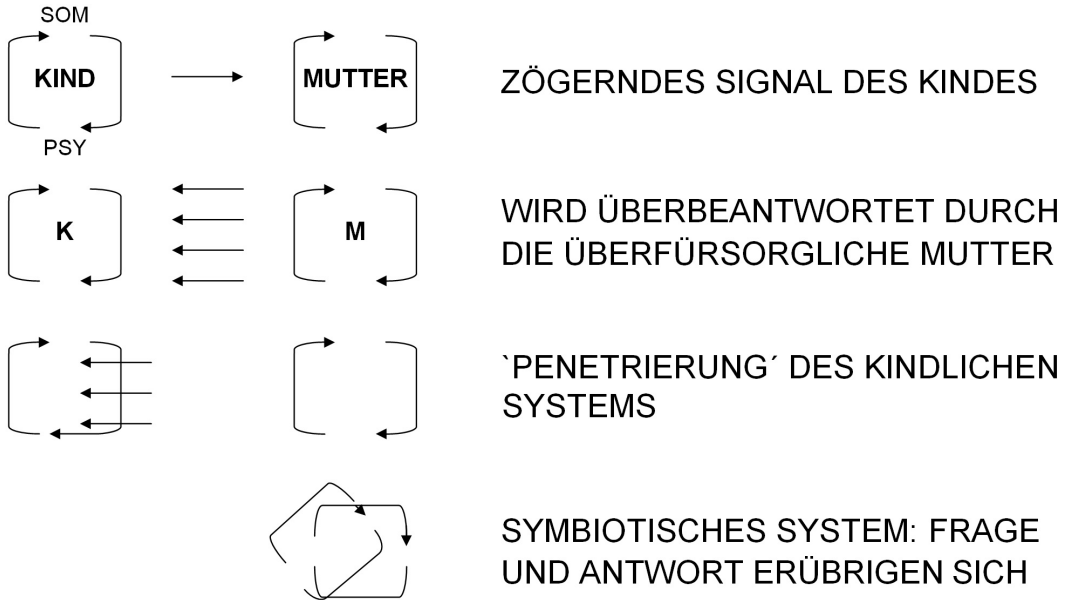 SOM
KIND
MUTTER
ZÖGERNDES SIGNAL DES KINDES
PSY
K
M
WIRD ÜBERBEANTWORTET DURCH
DIE ÜBERFÜRSORGLICHE MUTTER
`PENETRIERUNG´ DES KINDLICHEN
SYSTEMS
SYMBIOTISCHES SYSTEM: FRAGE
UND ANTWORT ERÜBRIGEN SICH